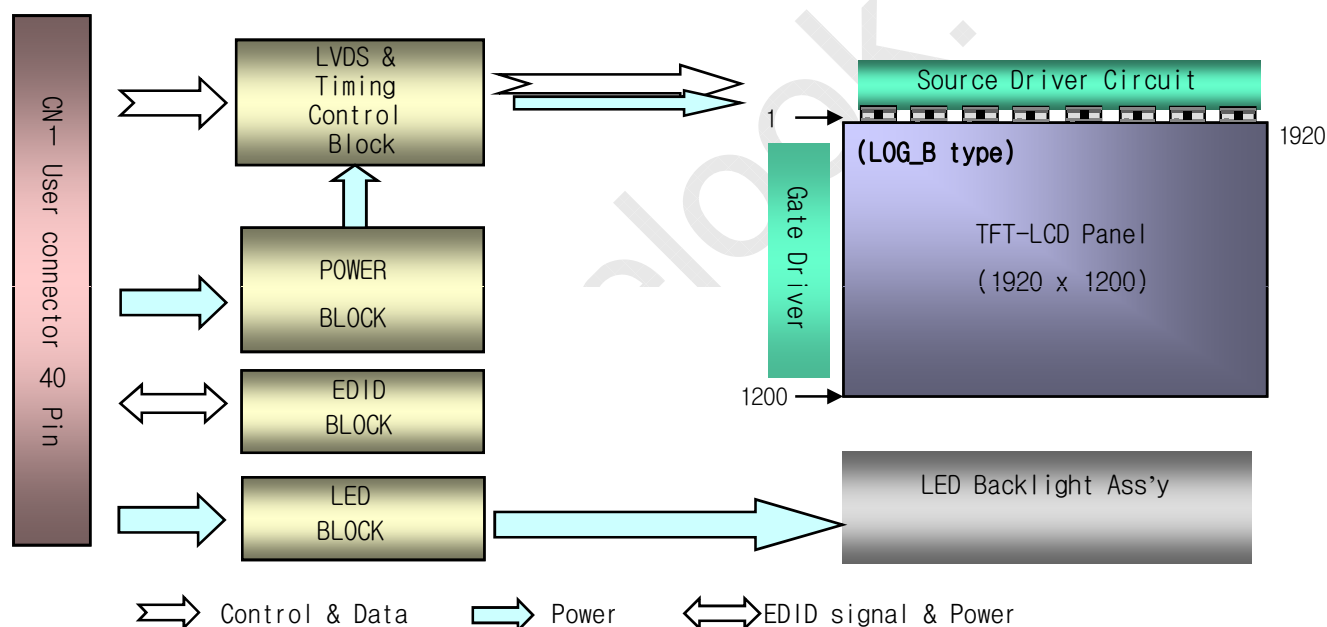 CN-1 User connector 40 Pin
LVDS &
Timing
Control
Block
POWER
BLOCK
EDID
BLOCK
LED
BLOCK
Source Driver Circuit
1
1920
(LOG_B type)
Gate Driver
TFT-LCD Panel
(1920 x 1200)
1200
LED Backlight Ass’y
Control & Data
Power
EDID signal & Power